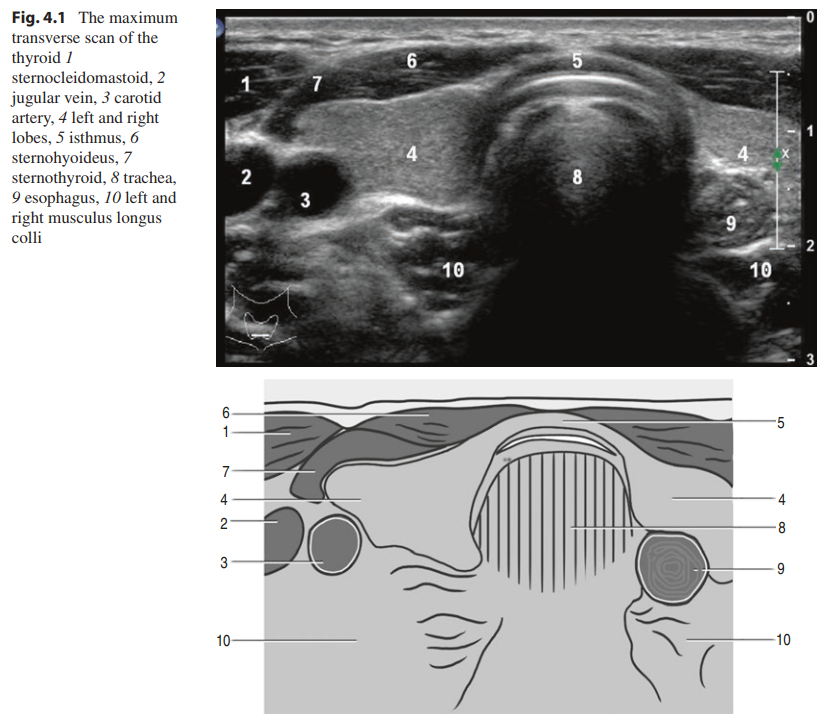 Fig. 4.1 The maximum
transverse scan of the
thyroid 1
sternocleidomastoid, 2
jugular vein, 3 carotid
artery, 4 left and right
lobes, 5 isthmus, 6
sternohyoideus, 7
sternothyroid, 8 trachea,
9 esophagus, 10 left and
right musculus longus
colli
0
6
5
1
7
1
4
4
x
2
8
3
9
2
10
10
3
6
5
1
7
4
4
2
8
3
9
10
10